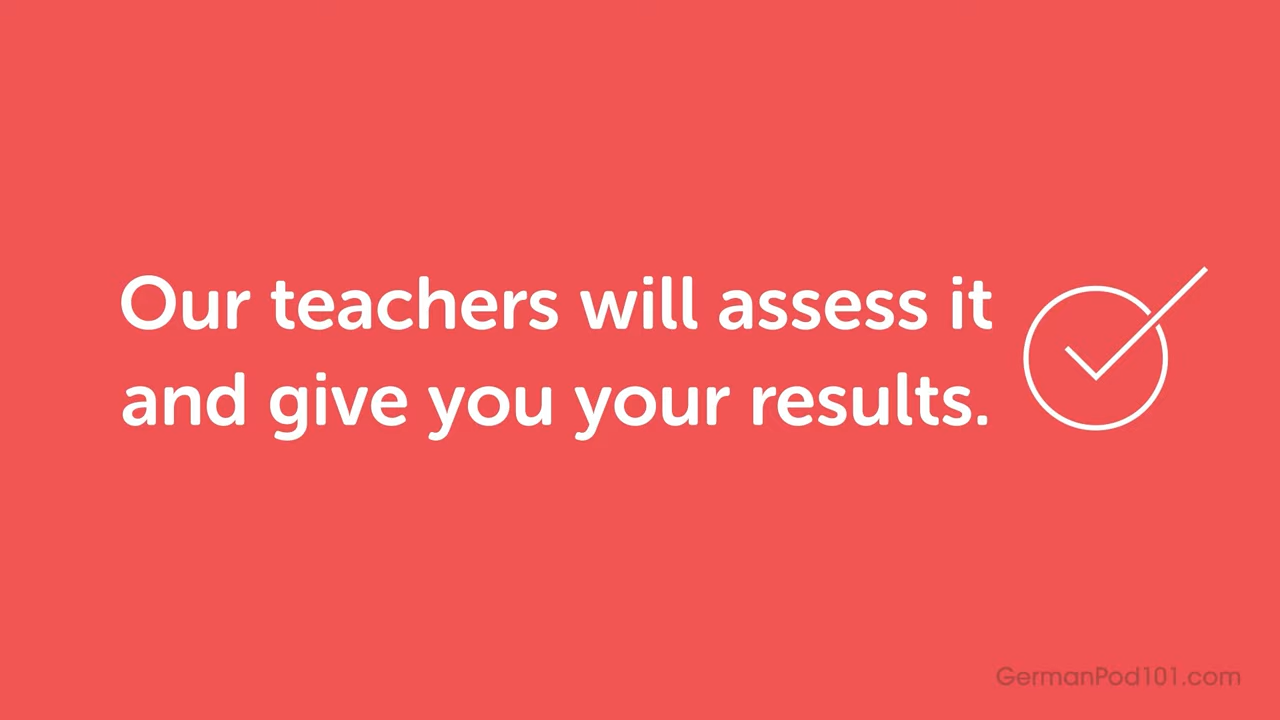 Our teachers will assess it
and give you your results.
GermanPod101.com